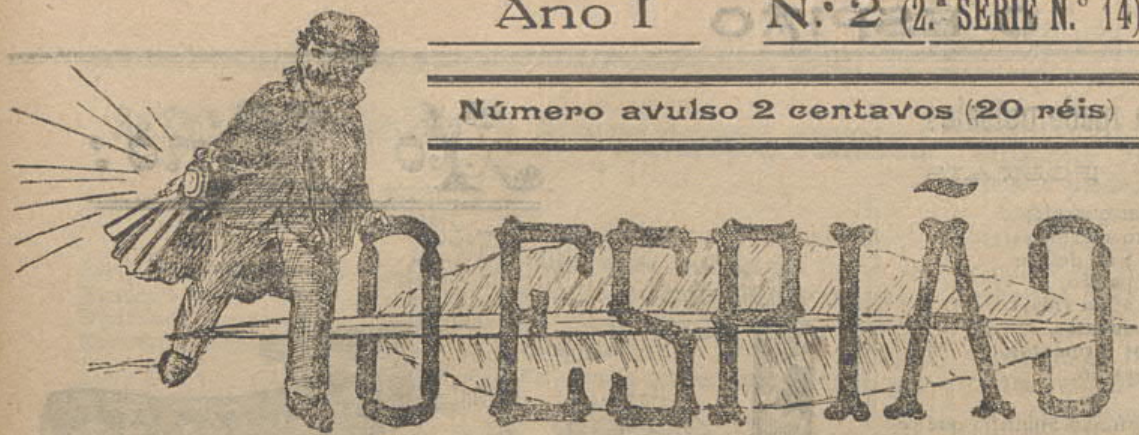 Ano I N.º 2 (2.ª SERIE N.º 14)
Número avulso 2 centavos (20 réis)
O ESPIÃO